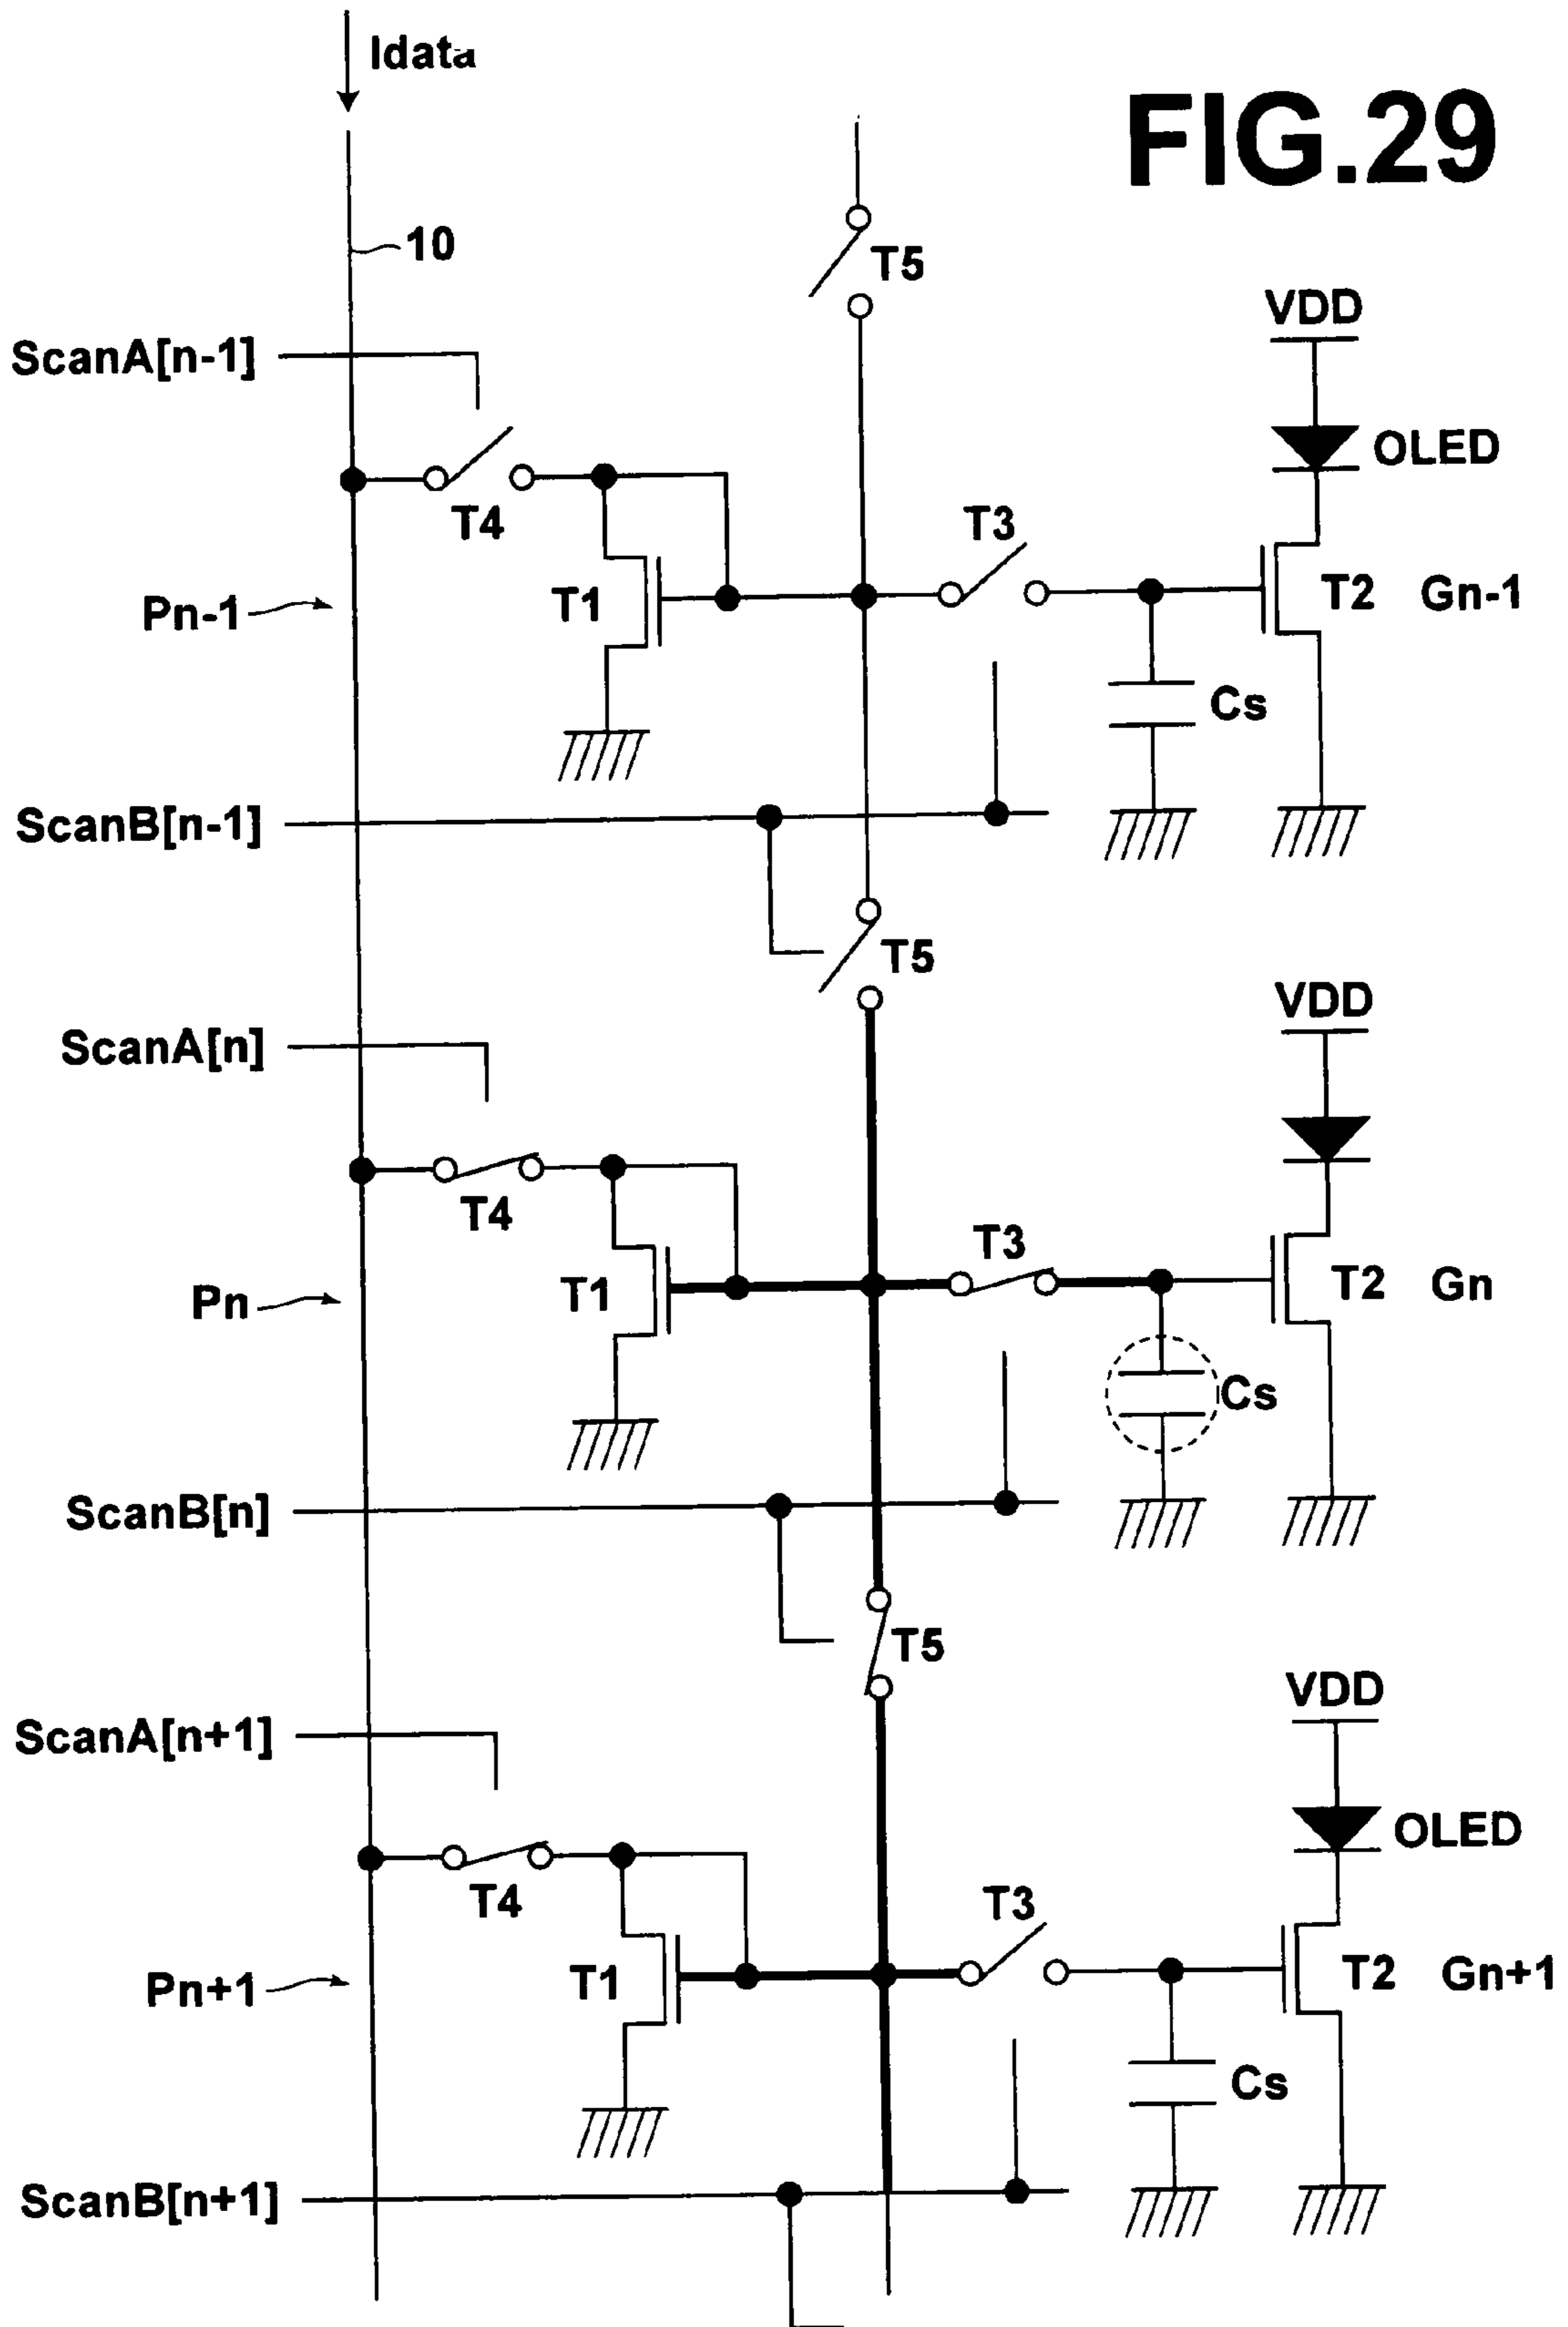 Idata
FIG.29
10
T5
VDD
ScanA[n-1]
OLED
T4
T3
Pn-1
T1
T2
Gn-1
Cs
ScanB[n-1]
T5
VDD
ScanA[n]
T4
T3
Pn
T1
T2
Gn
Cs
ScanB[n]
T5
VDD
ScanA[n+1]
OLED
T4
T3
Pn+1
T1
T2
Gn+1
Cs
ScanB[n+1]